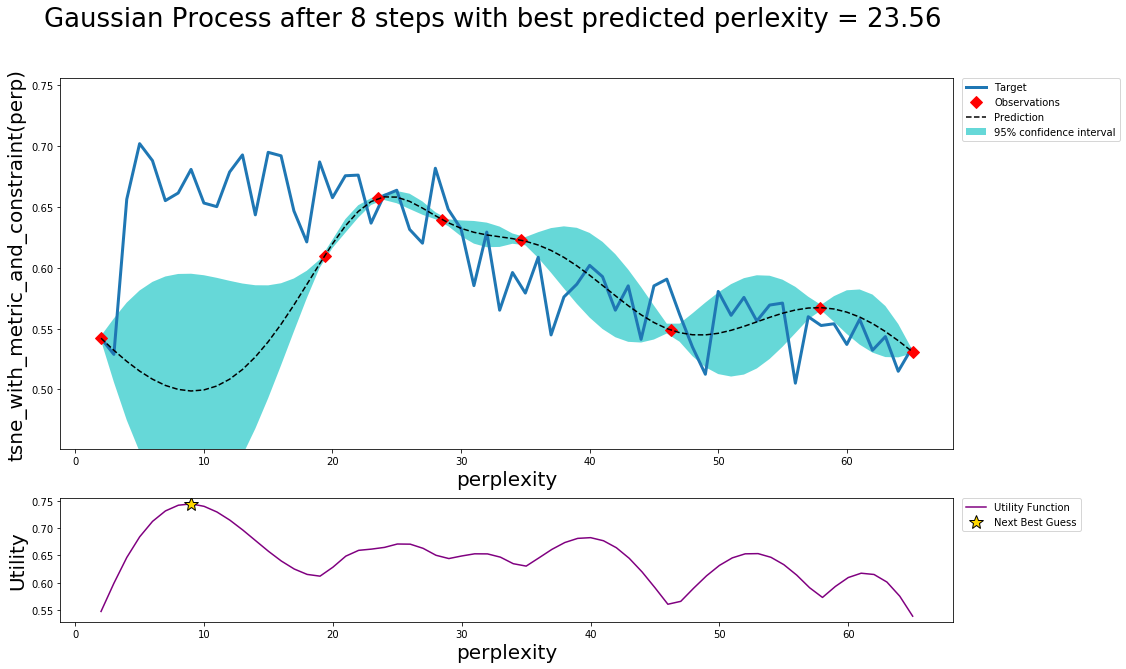 Gaussian Process after 8 steps with best predicted perlexity = 23.56
tsne_with_metric_and_constraint(perp)
0.75
0.70
0.65
0.60
0.55
0.50
0 10 20 30 40 50 60
perplexity
Target
Observations
Prediction
95% confidence interval
Utility
0.75
0.70
0.65
0.60
0.55
0 10 20 30 40 50 60
perplexity
Utility Function
Next Best Guess